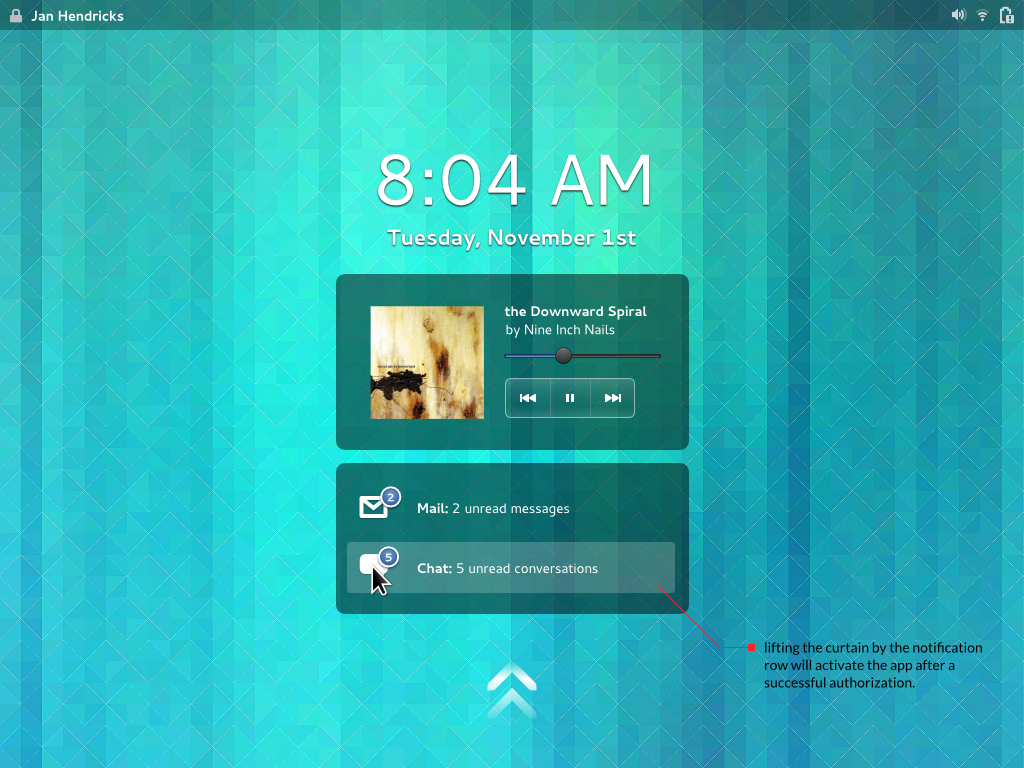 Jan Hendricks
8:04 AM
Tuesday, November 1st
the Downward Spiral
by Nine Inch Nails
2
Mail: 2 unread messages
5
Chat: 5 unread conversations
lifting the curtain by the notification
row will activate the app after a
successful authorization.